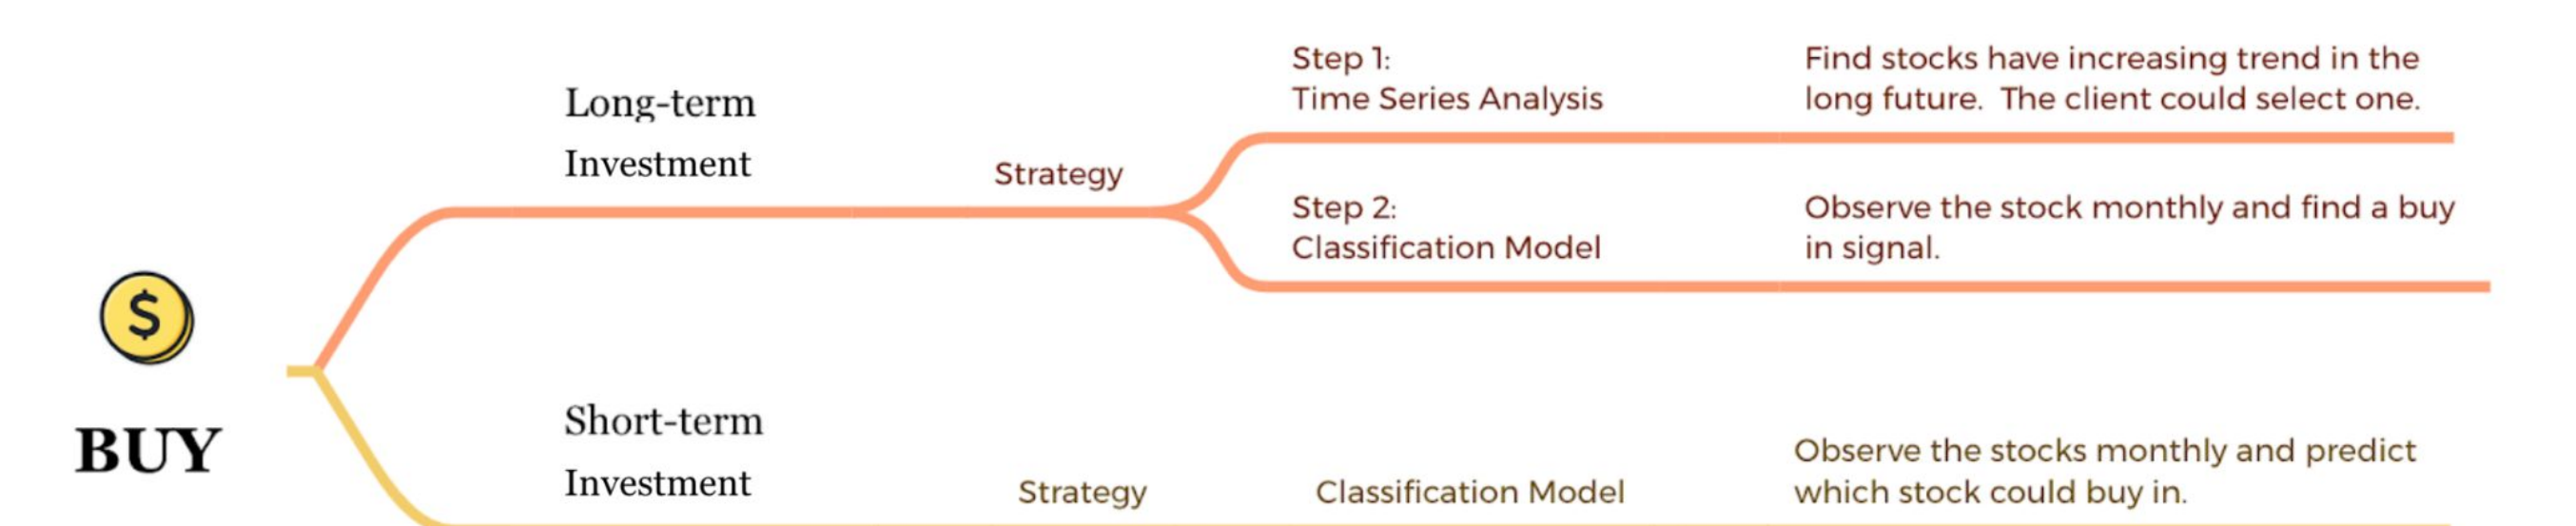 $
BUY
Long-term
Investment
Strategy
Step 1:
Time Series Analysis
Find stocks have increasing trend in the
long future.  The client could select one.
Step 2:
Classification Model
Observe the stock monthly and find a buy
in signal.
Short-term
Investment
Strategy
Classification Model
Observe the stocks monthly and predict
which stock could buy in.